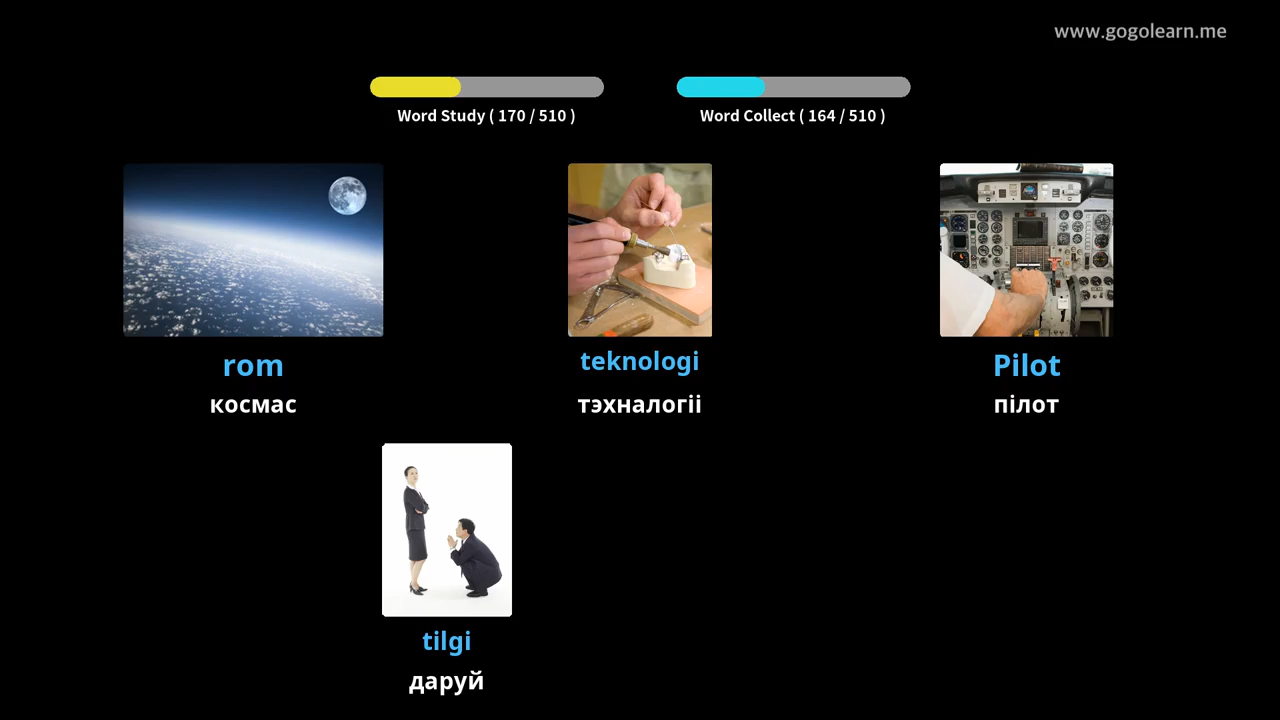 www.gogolearn.me
Word Study ( 170 / 510 )
Word Collect ( 164 / 510 )
rom
teknologi
Pilot
космас
тэхналогіі
пілот
tilgi
даруй